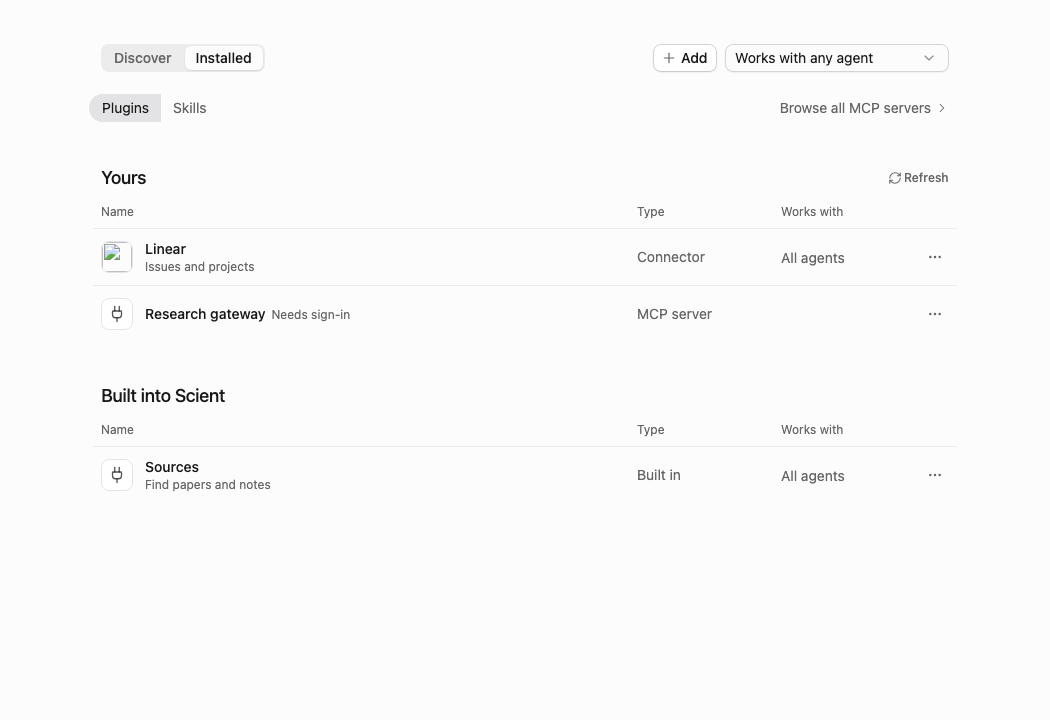 Discover Installed
Add
Works with any agent
Plugins Skills
Browse all MCP servers
Yours
Refresh
Name Type Works with
Linear
Issues and projects
Connector
All agents
Research gateway Needs sign-in
MCP server
Built into Scient
Name Type Works with
Sources
Find papers and notes
Built in
All agents